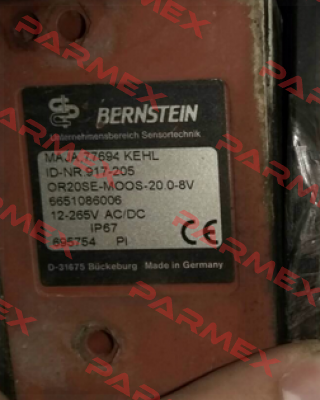 BERNSTEIN
Unternehmensbereich Sensortechnik
MAJA,77694 KEHL
ID-NR 917-205
OR20SE-MOOS-20.0-8V
6651086006
12-265V AC/DC
IP67
695754 PI
CE
D-31675 Bückeburg Made in Germany
PARMEX
PARMEX
PARMEX
PARMEX
PARMEX
PARMEX